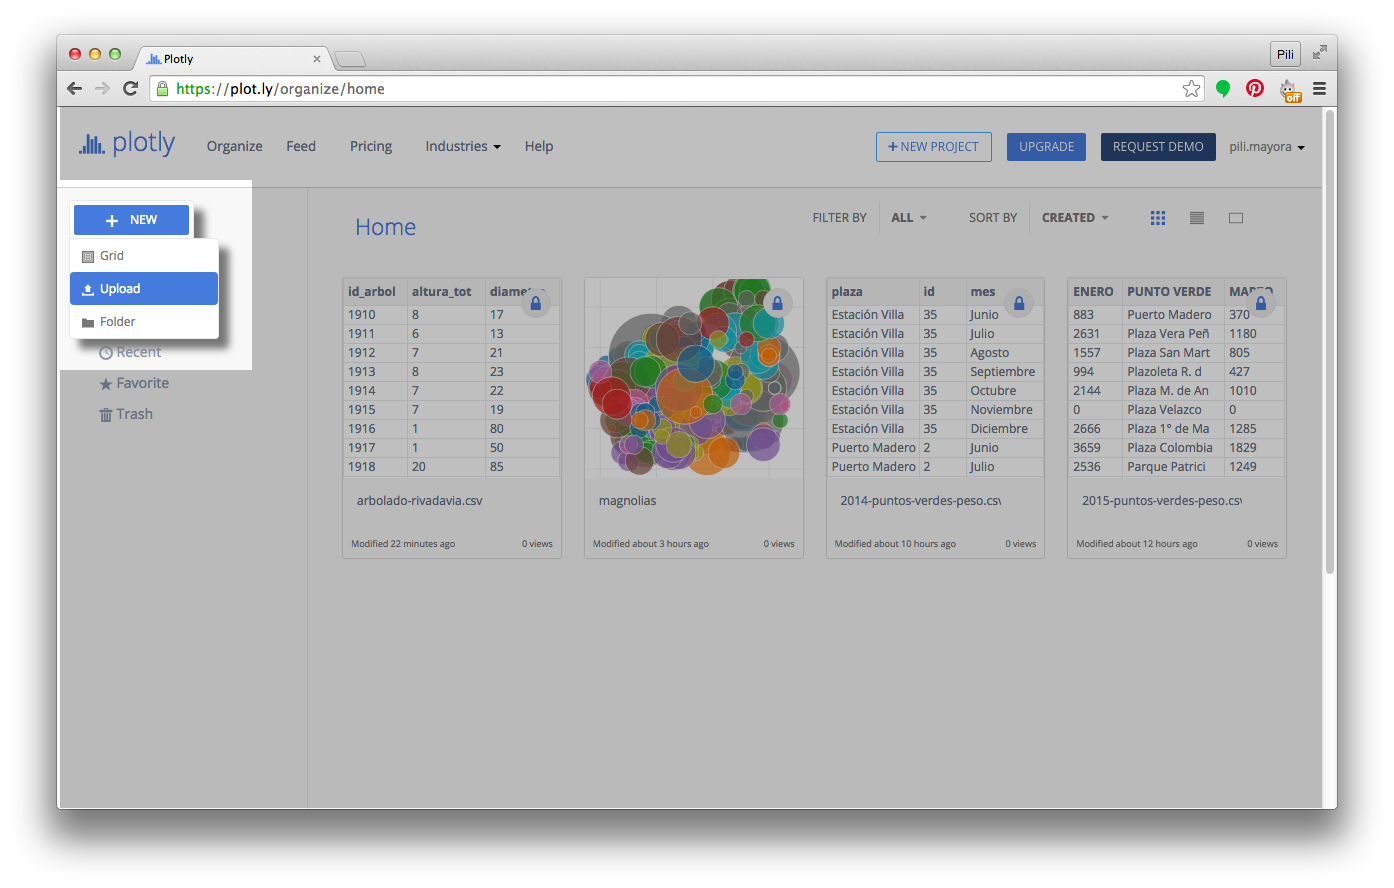 Plotly
Pili
https://plot.ly/organize/home
off
plotly
Organize
Feed
Pricing
Industries
Help
+ NEW PROJECT
UPGRADE
REQUEST DEMO
pili.mayora
+ NEW
Grid
Upload
Folder
Recent
Favorite
Trash
Home
FILTER BY
ALL
SORT BY
CREATED
id_arbol altura_tot
1910 8 17
1911 6 13
1912 7 21
1913 8 23
1914 7 22
1915 7 19
1916 1 80
1917 1 50
1918 20 85
arbolado-rivadavia.csv
Modified 22 minutes ago 0 views
magnolias
Modified about 3 hours ago 0 views
plaza id mes
Estación Villa 35 Junio
Estación Villa 35 Julio
Estación Villa 35 Agosto
Estación Villa 35 Septiembre
Estación Villa 35 Octubre
Estación Villa 35 Noviembre
Estación Villa 35 Diciembre
Puerto Madero 2 Junio
Puerto Madero 2 Julio
2014-puntos-verdes-peso.cs
Modified about 10 hours ago 0 views
ENERO PUNTO VERDE
883 Puerto Madero 370
2631 Plaza Vera Peñ 1180
1557 Plaza San Mart 805
994 Plazoleta R. d 427
2144 Plaza M. de An 1010
0 Plaza Velazco 0
2666 Plaza 1° de Ma 1285
3659 Plaza Colombia 1829
2536 Parque Patrici 1249
2015-puntos-verdes-peso.cs
Modified about 12 hours ago 0 views